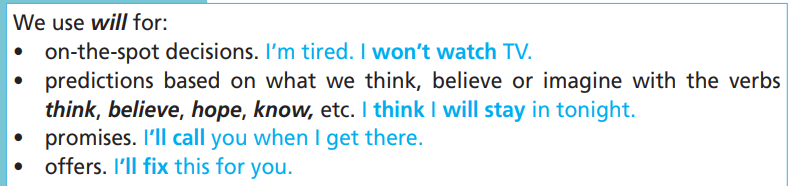 We use will for:
• on-the-spot decisions. I'm tired. I won't watch TV.
• predictions based on what we think, believe or imagine with the verbs
think, believe, hope, know, etc. I think I will stay in tonight.
• promises. I'll call you when I get there.
• offers. I'll fix this for you.